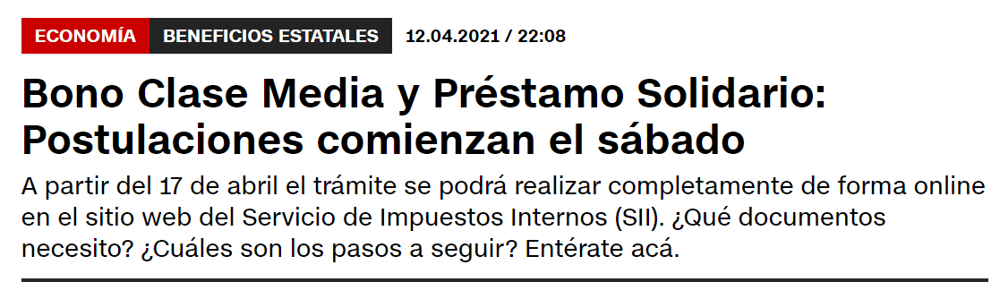 ECONOMÍA BENEFICIOS ESTATALES 12.04.2021 / 22:08
Bono Clase Media y Préstamo Solidario:
Postulaciones comienzan el sábado
A partir del 17 de abril el trámite se podrá realizar completamente de forma online
en el sitio web del Servicio de Impuestos Internos (SII). ¿Qué documentos
necesito? ¿Cuáles son los pasos a seguir? Entérate acá.